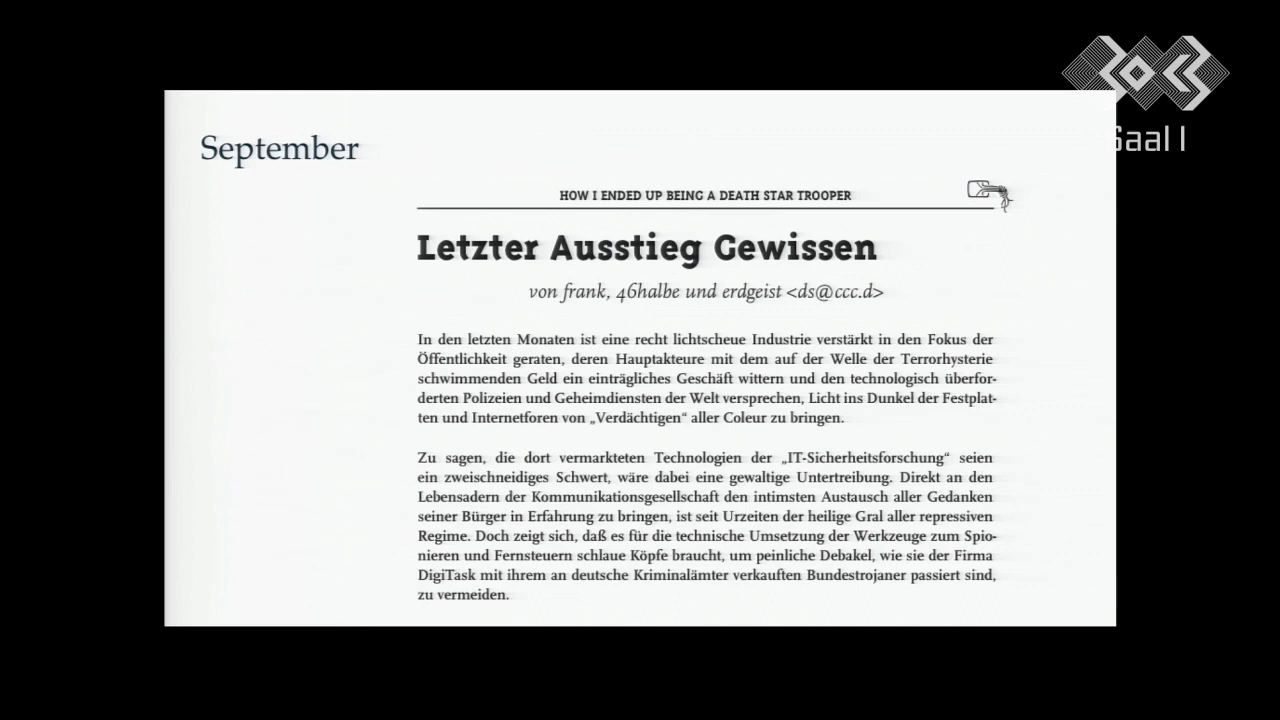 September
HOW I ENDED UP BEING A DEATH STAR TROOPER
Letzter Ausstieg Gewissen
von frank, 46halbe und erdgeist <ds@ccc.d>
In den letzten Monaten ist eine recht lichtscheue Industrie verstärkt in den Fokus der
Öffentlichkeit geraten, deren Hauptakteure mit dem auf der Welle der Terrorhysterie
schwimmenden Geld ein einträgliches Geschäft wittern und den technologisch überfor-
derten Polizeien und Geheimdiensten der Welt versprechen, Licht ins Dunkel der Festplat-
ten und Internetforen von „Verdächtigen“ aller Coleur zu bringen.
Zu sagen, die dort vermarkteten Technologien der „IT-Sicherheitsforschung“ seien
ein zweischneidiges Schwert, wäre dabei eine gewaltige Untertreibung. Direkt an den
Lebensadern der Kommunikationsgesellschaft den intimsten Austausch aller Gedanken
seiner Bürger in Erfahrung zu bringen, ist seit Urzeiten der heilige Gral aller repressiven
Regime. Doch zeigt sich, daß es für die technische Umsetzung der Werkzeuge zum Spio-
nieren und Fernsteuern schlaue Köpfe braucht, um peinliche Debakel, wie sie der Firma
DigiTask mit ihrem an deutsche Kriminalämter verkauften Bundestrojaner passiert sind,
zu vermeiden.
Saal 1